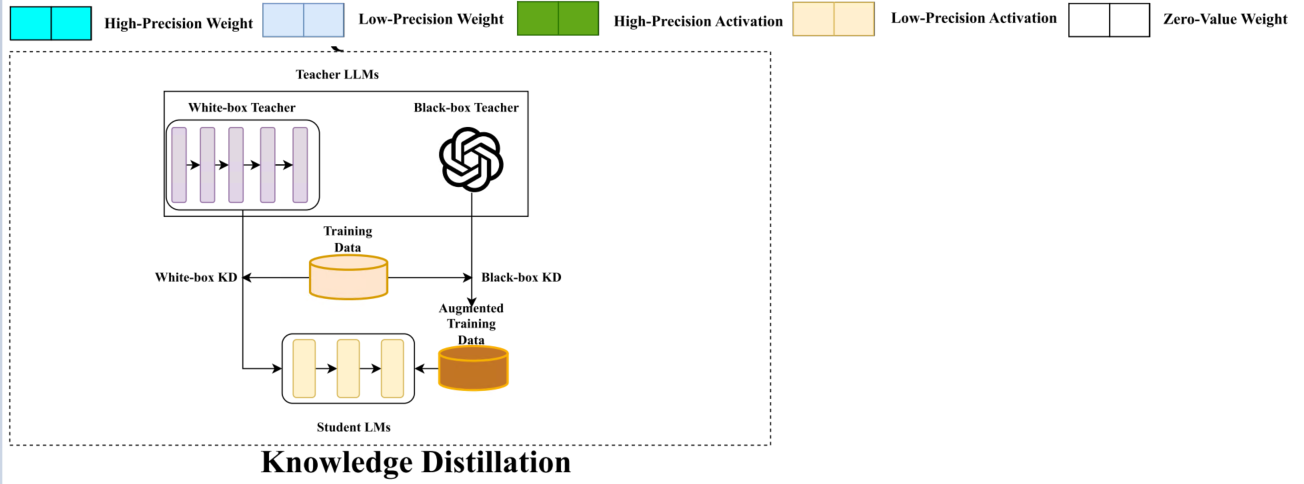 High-Precision Weight
Low-Precision Weight
High-Precision Activation
Low-Precision Activation
Zero-Value Weight
Teacher LLMs
White-box Teacher
Black-box Teacher
Training
Data
White-box KD
Black-box KD
Augmented
Training
Data
Student LMs
Knowledge Distillation